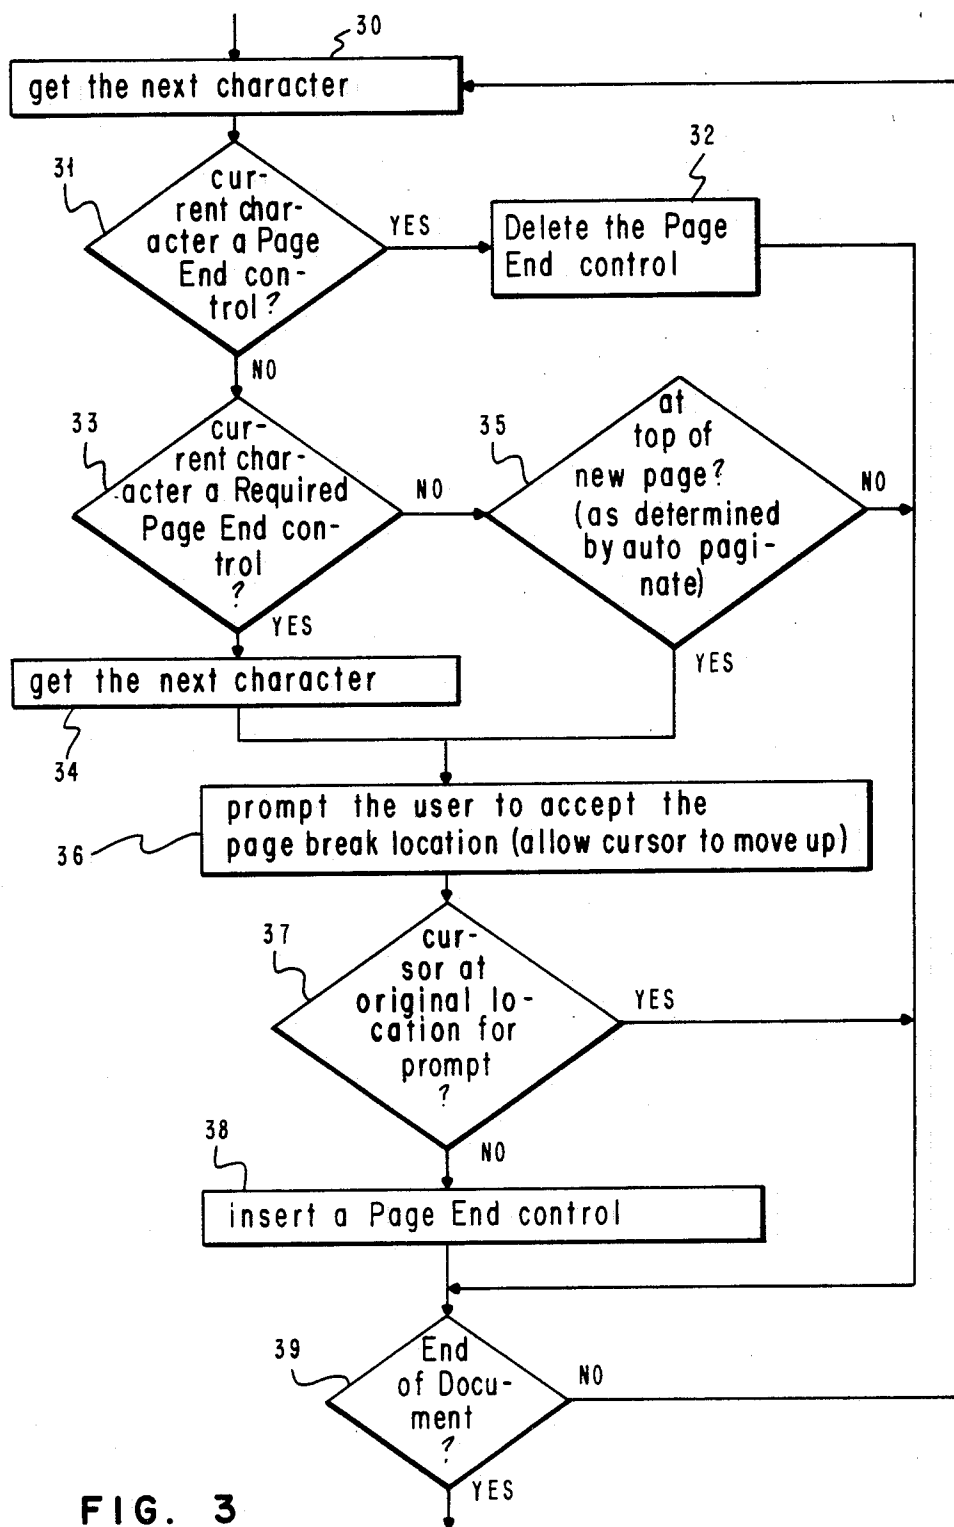 30
get the next character
31
cur-
rent char-
acter a Page
End con-
trol?
YES
32
Delete the Page
End control
NO
33
cur-
rent char-
acter a Required
Page End con-
trol
?
NO
35
at
top of
new page?
(as determined
by auto pagi-
nate)
NO
YES
YES
get the next character
34
prompt the user to accept the
page break location (allow cursor to move up)
36
37
cur-
sor at
original lo-
cation for
prompt
?
YES
NO
38
insert a Page End control
39
End
of Docu-
ment
?
NO
YES
FIG. 3